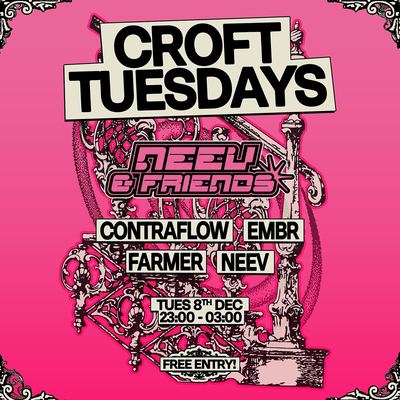 CROFT
TUESDAYS
NEEV
& FRIENDS
CONTRAFLOW EMBR
FARMER NEEV
TUES 8TH DEC
23:00 - 03:00
FREE ENTRY!